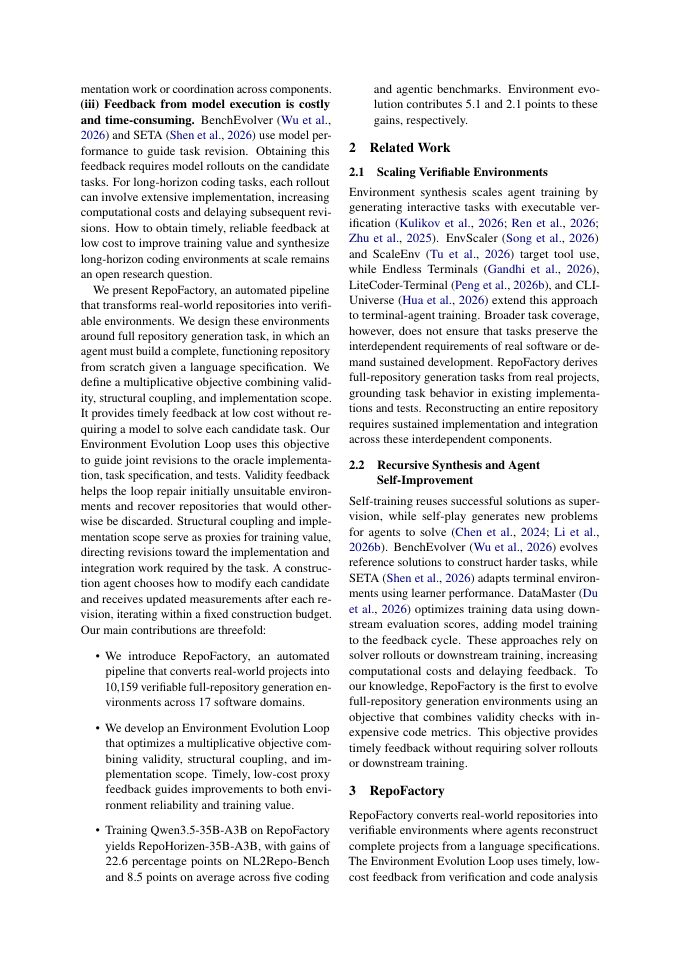 mentation work or coordination across components.
(iii) Feedback from model execution is costly
and time-consuming. BenchEvolver (Wu et al.,
2026) and SETA (Shen et al., 2026) use model per-
formance to guide task revision. Obtaining this
feedback requires model rollouts on the candidate
tasks. For long-horizon coding tasks, each rollout
can involve extensive implementation, increasing
computational costs and delaying subsequent revi-
sions. How to obtain timely, reliable feedback at
low cost to improve training value and synthesize
long-horizon coding environments at scale remains
an open research question.
We present RepoFactory, an automated pipeline
that transforms real-world repositories into verifi-
able environments. We design these environments
around full repository generation task, in which an
agent must build a complete, functioning repository
from scratch given a language specification. We
define a multiplicative objective combining valid-
ity, structural coupling, and implementation scope.
It provides timely feedback at low cost without re-
quiring a model to solve each candidate task. Our
Environment Evolution Loop uses this objective
to guide joint revisions to the oracle implementa-
tion, task specification, and tests. Validity feedback
helps the loop repair initially unsuitable environ-
ments and recover repositories that would other-
wise be discarded. Structural coupling and imple-
mentation scope serve as proxies for training value,
directing revisions toward the implementation and
integration work required by the task. A construc-
tion agent chooses how to modify each candidate
and receives updated measurements after each re-
vision, iterating within a fixed construction budget.
Our main contributions are threefold:
• We introduce RepoFactory, an automated
pipeline that converts real-world projects into
10,159 verifiable full-repository generation en-
vironments across 17 software domains.
• We develop an Environment Evolution Loop
that optimizes a multiplicative objective com-
bining validity, structural coupling, and im-
plementation scope. Timely, low-cost proxy
feedback guides improvements to both envi-
ronment reliability and training value.
• Training Qwen3.5-35B-A3B on RepoFactory
yields RepoHorizen-35B-A3B, with gains of
22.6 percentage points on NL2Repo-Bench
and 8.5 points on average across five coding
and agentic benchmarks. Environment evo-
lution contributes 5.1 and 2.1 points to these
gains, respectively.
2 Related Work
2.1 Scaling Verifiable Environments
Environment synthesis scales agent training by
generating interactive tasks with executable ver-
ification (Kulikov et al., 2026; Ren et al., 2026;
Zhu et al., 2025). EnvScaler (Song et al., 2026)
and ScaleEnv (Tu et al., 2026) target tool use,
while Endless Terminals (Gandhi et al., 2026),
LiteCoder-Terminal (Peng et al., 2026b), and CLI-
Universe (Hua et al., 2026) extend this approach
to terminal-agent training. Broader task coverage,
however, does not ensure that tasks preserve the
interdependent requirements of real software or de-
mand sustained development. RepoFactory derives
full-repository generation tasks from real projects,
grounding task behavior in existing implementa-
tions and tests. Reconstructing an entire repository
requires sustained implementation and integration
across these interdependent components.
2.2 Recursive Synthesis and Agent
Self-Improvement
Self-training reuses successful solutions as super-
vision, while self-play generates new problems
for agents to solve (Chen et al., 2024; Li et al.,
2026b). BenchEvolver (Wu et al., 2026) evolves
reference solutions to construct harder tasks, while
SETA (Shen et al., 2026) adapts terminal environ-
ments using learner performance. DataMaster (Du
et al., 2026) optimizes training data using down-
stream evaluation scores, adding model training
to the feedback cycle. These approaches rely on
solver rollouts or downstream training, increasing
computational costs and delaying feedback. To
our knowledge, RepoFactory is the first to evolve
full-repository generation environments using an
objective that combines validity checks with in-
expensive code metrics. This objective provides
timely feedback without requiring solver rollouts
or downstream training.
3 RepoFactory
RepoFactory converts real-world repositories into
verifiable environments where agents reconstruct
complete projects from a language specifications.
The Environment Evolution Loop uses timely, low-
cost feedback from verification and code analysis